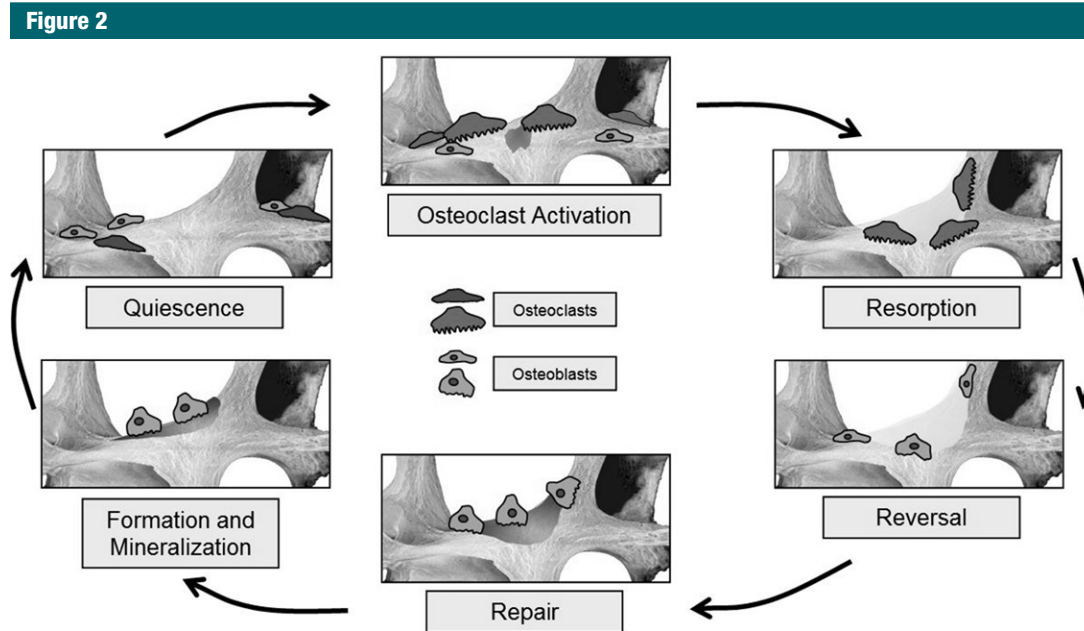 Figure 2
Osteoclast Activation
Quiescence
Resorption
Osteoclasts
Osteoblasts
Formation and
Mineralization
Reversal
Repair